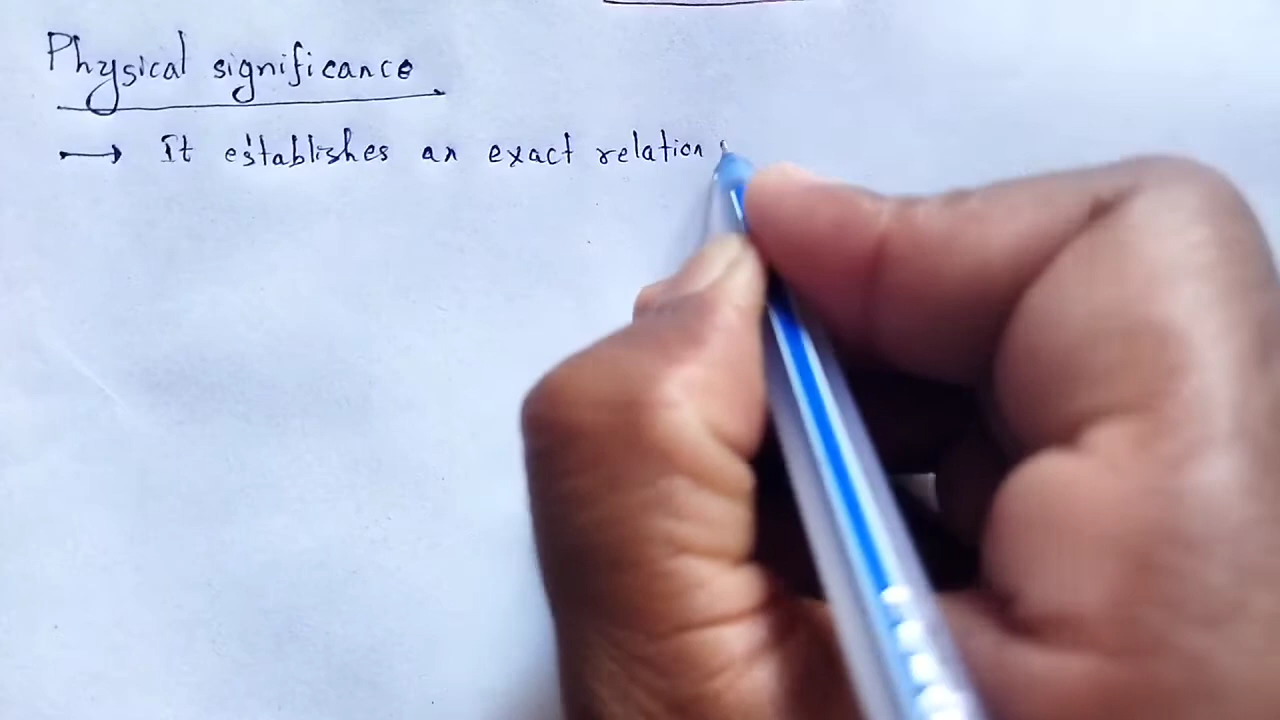 Physical significance
→ It establishes an exact relation